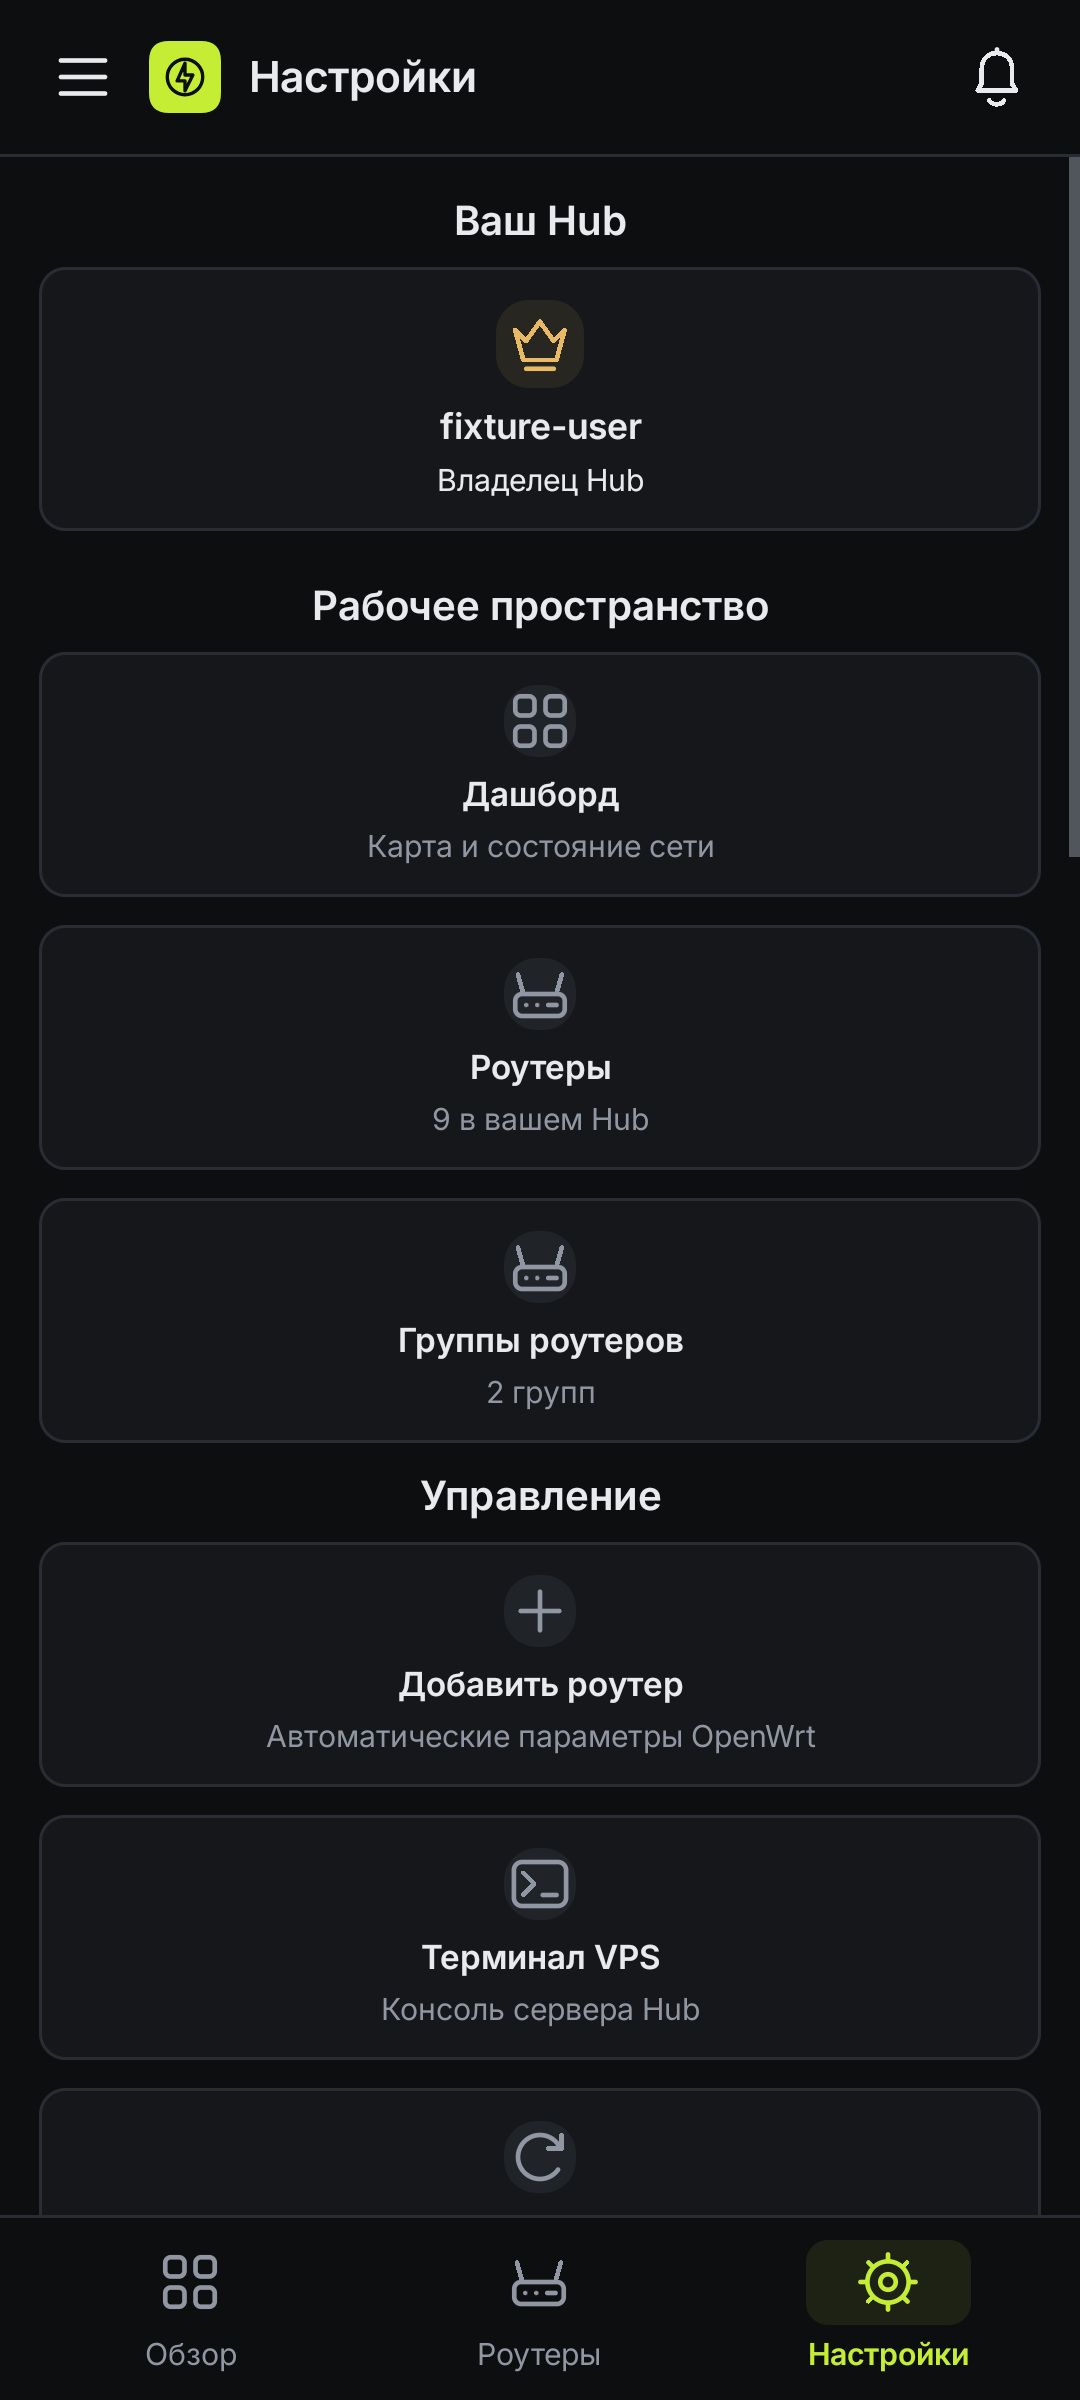 Настройки
Ваш Hub
fixture-user
Владелец Hub
Рабочее пространство
Дашборд
Карта и состояние сети
Роутеры
9 в вашем Hub
Группы роутеров
2 групп
Управление
Добавить роутер
Автоматические параметры OpenWrt
Терминал VPS
Консоль сервера Hub
Обзор
Роутеры
Настройки